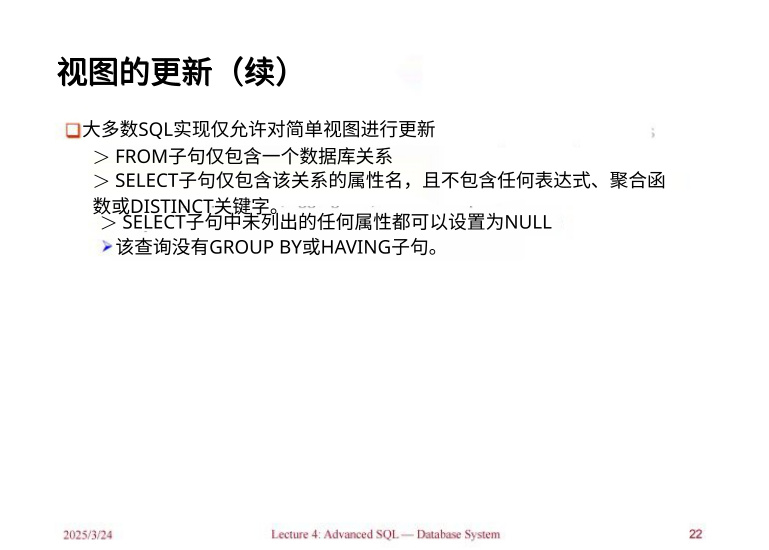 视图的更新（续）
❑大多数SQL实现仅允许对简单视图进行更新
＞ FROM子句仅包含一个数据库关系
＞ SELECT子句仅包含该关系的属性名，且不包含任何表达式、聚合函
数或DISTINCT关键字。
＞ SELECT子句中未列出的任何属性都可以设置为NULL
➢该查询没有GROUP BY或HAVING子句。
2025/3/24
Lecture 4: Advanced SQL — Database System
22